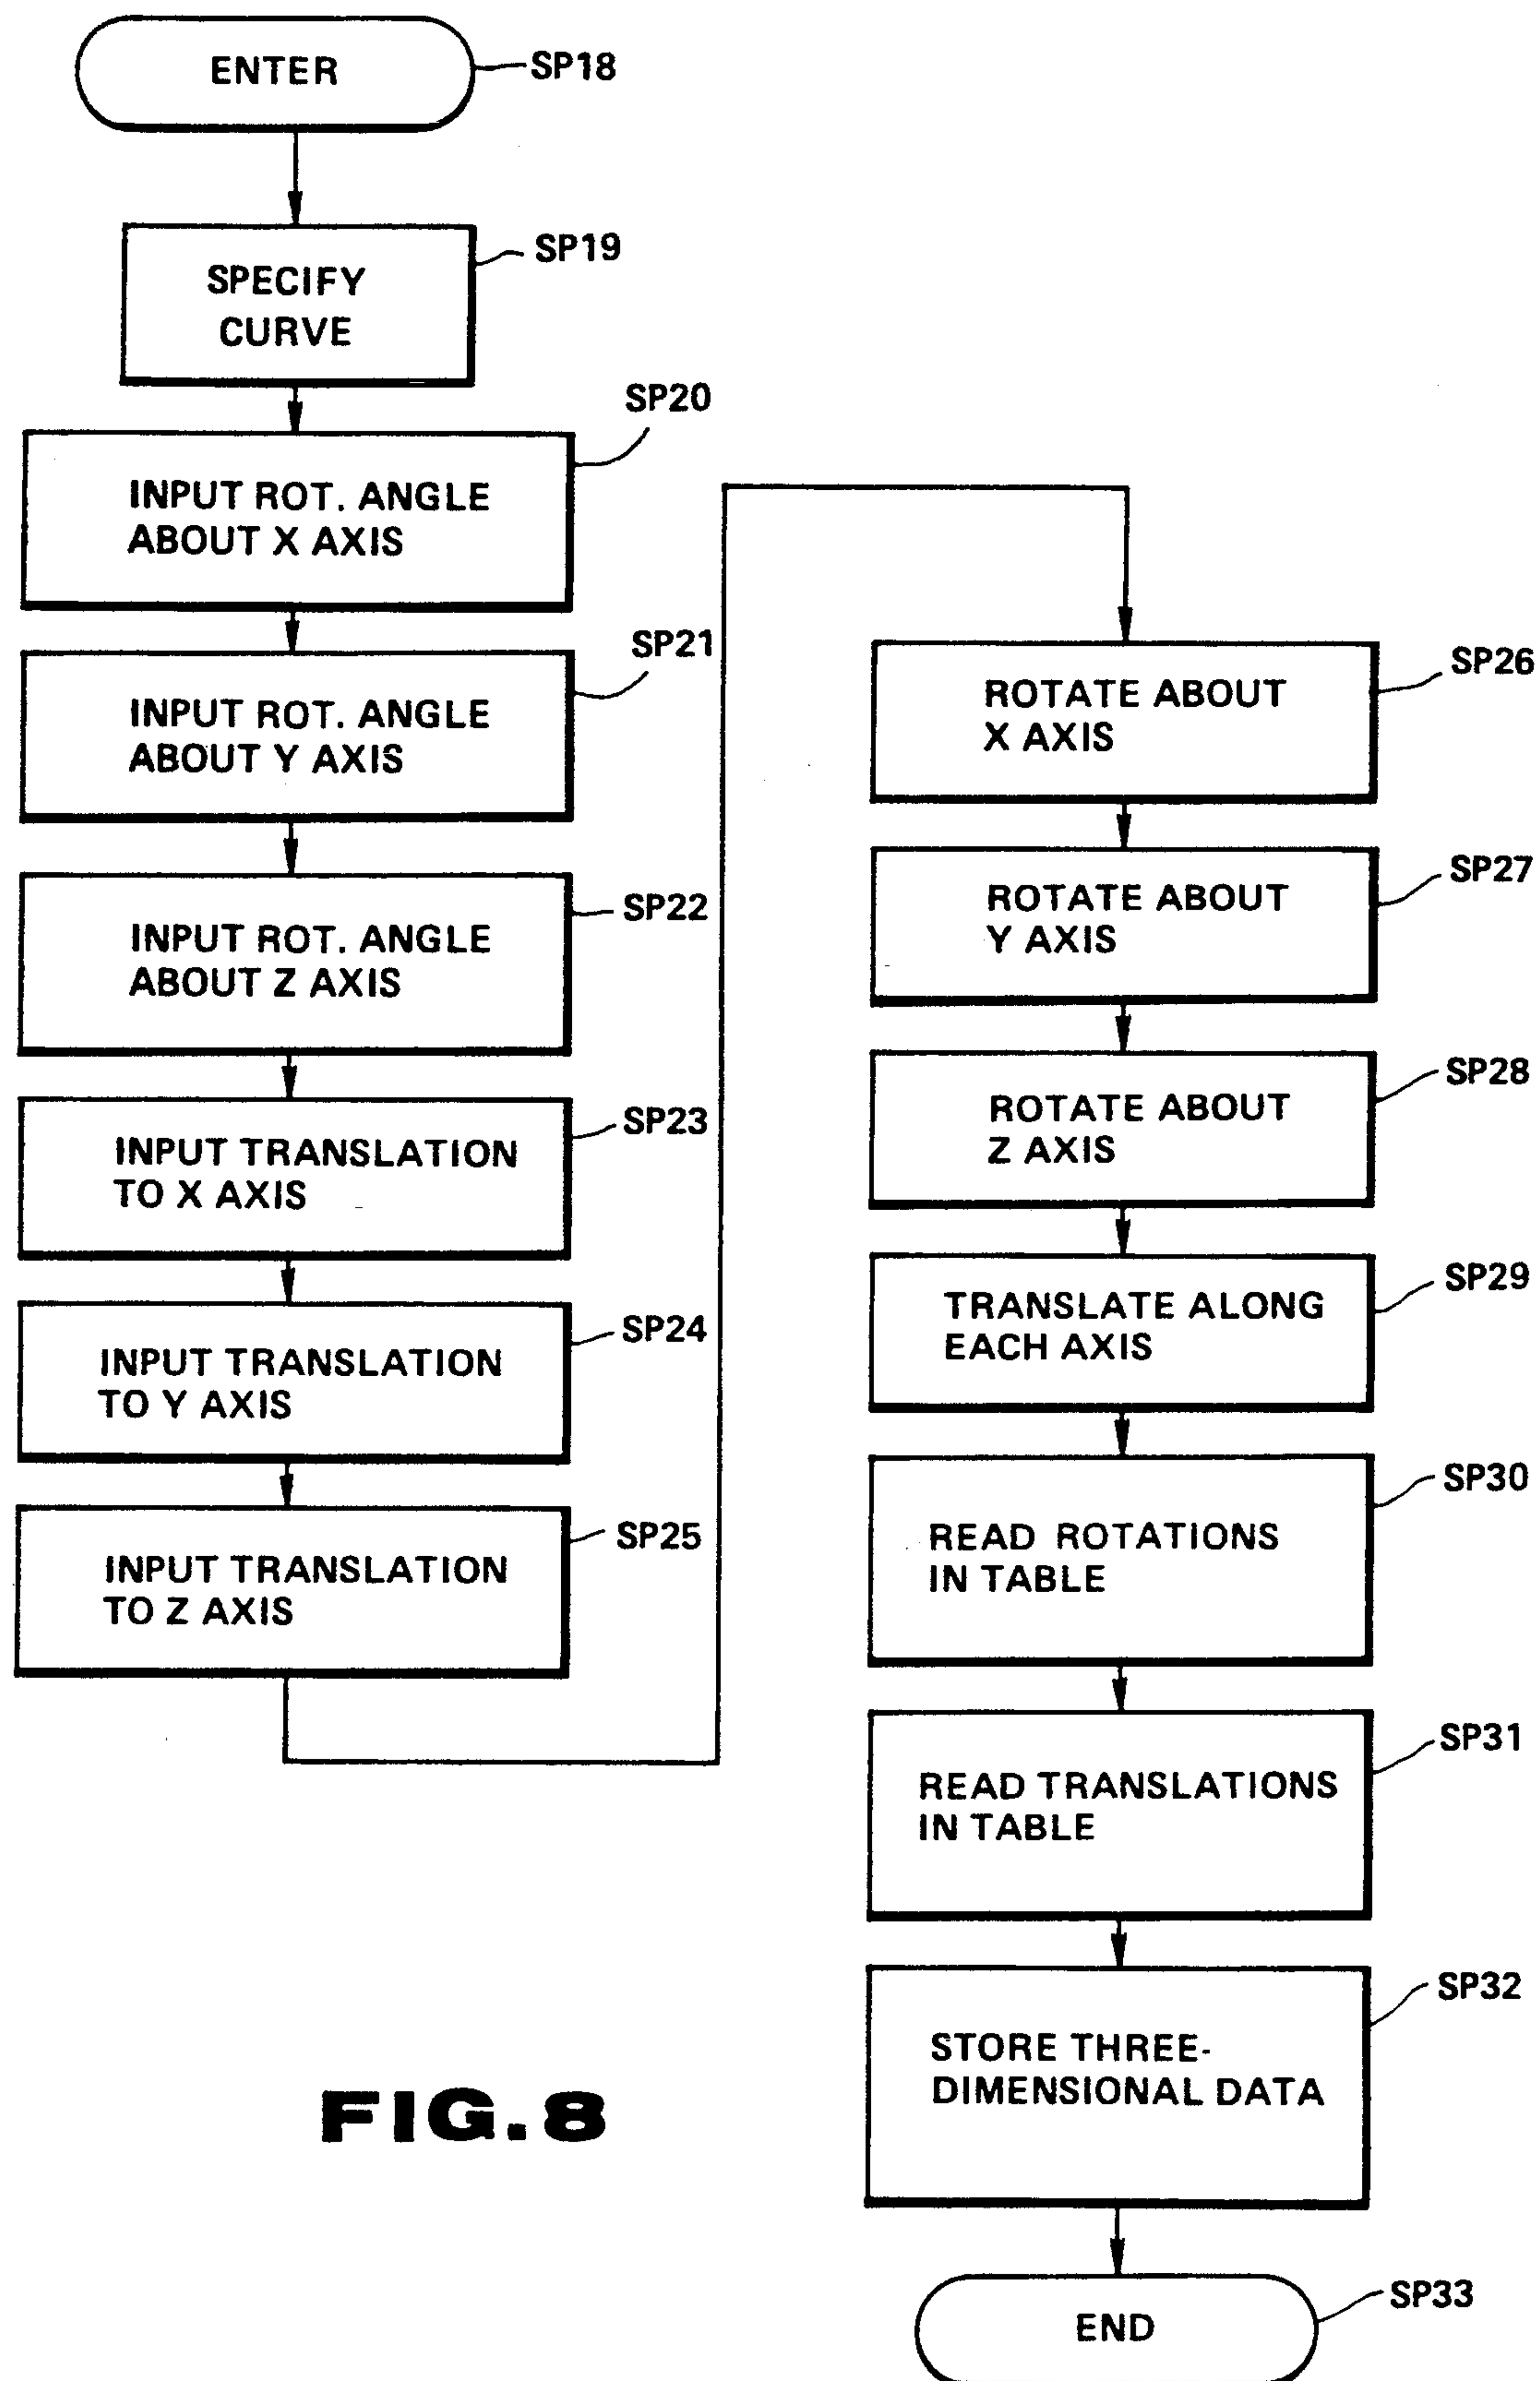 ENTER
SP18
SPECIFY
CURVE
SP19
INPUT ROT. ANGLE
ABOUT X AXIS
SP20
INPUT ROT. ANGLE
ABOUT Y AXIS
SP21
INPUT ROT. ANGLE
ABOUT Z AXIS
SP22
INPUT TRANSLATION
TO X AXIS
SP23
INPUT TRANSLATION
TO Y AXIS
SP24
INPUT TRANSLATION
TO Z AXIS
SP25
ROTATE ABOUT
X AXIS
SP26
ROTATE ABOUT
Y AXIS
SP27
ROTATE ABOUT
Z AXIS
SP28
TRANSLATE ALONG
EACH AXIS
SP29
READ ROTATIONS
IN TABLE
SP30
READ TRANSLATIONS
IN TABLE
SP31
STORE THREE-
DIMENSIONAL DATA
SP32
END
SP33
FIG.8